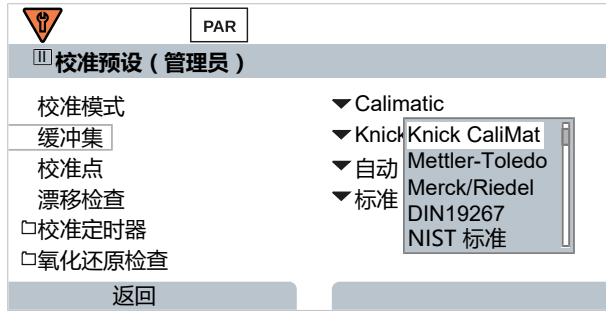 PAR
II 校准预设（管理员）
校准模式 Calimatic
缓冲集 Knick Knick CaliMat
Mettler-Toledo
校准点 自动
Merck/Riedel
漂移检查 标准
DIN19267
校准定时器 NIST 标准
氧化还原检查
返回